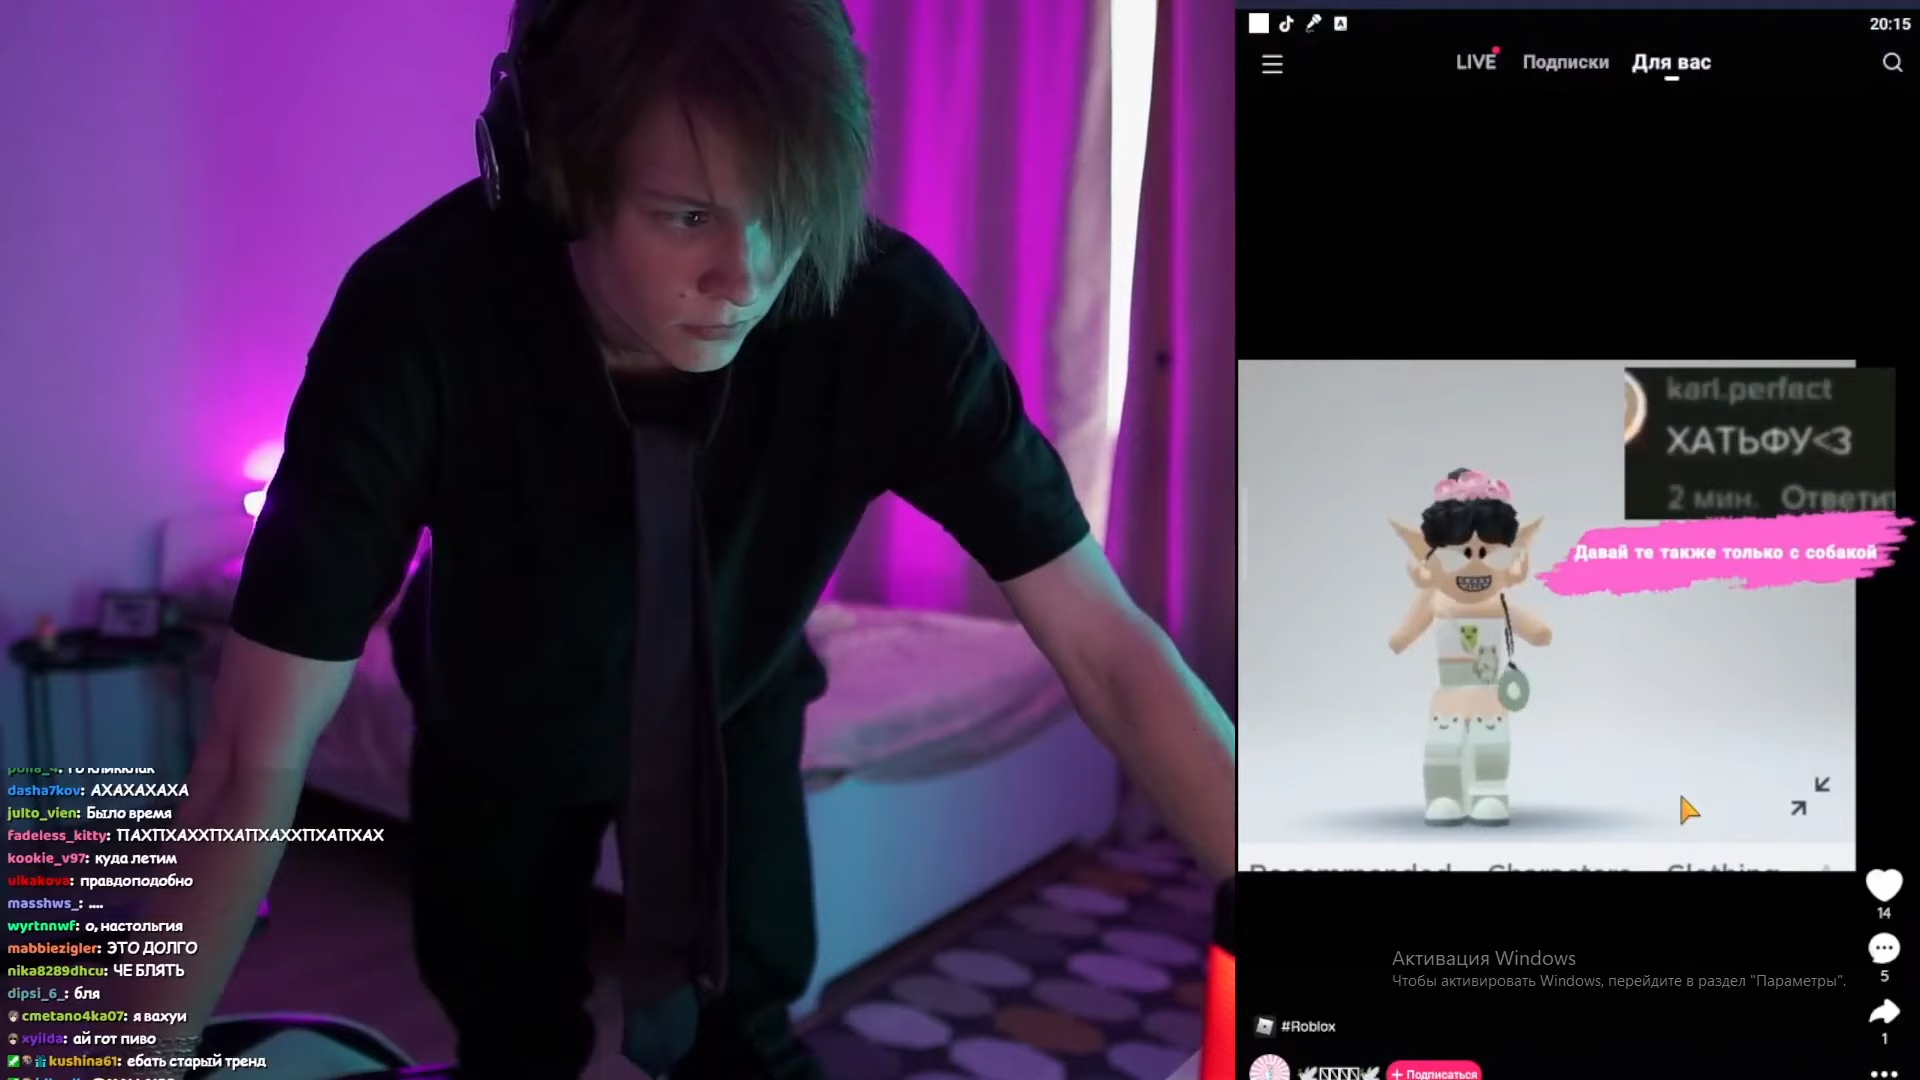 20:15
LIVE Подписки Для вас
karl.perfect
ХАТЬФУ<3
2 мин. Ответит
Давай те также только с собакой
dasha7kov: АХАХАХАХА
julto_vien: Было время
fadeless_kitty: ПАХПХАХХПХАПХАХХПХАПХАХ
kookie_v97: куда летим
ulkakova: правдоподобно
masshws_: ....
wyrtnnwf: о, настольгия
mabbiezigler: ЭТО ДОЛГО
nika8289dhcu: ЧЕ БЛЯТЬ
dipsi_6_: бля
cmetano4ka07: я вахуи
xyilda: ай гот пиво
kushina61: ебать старый тренд
14
5
1
Активация Windows
Чтобы активировать Windows, перейдите в раздел "Параметры".
#Roblox
+ Подписаться